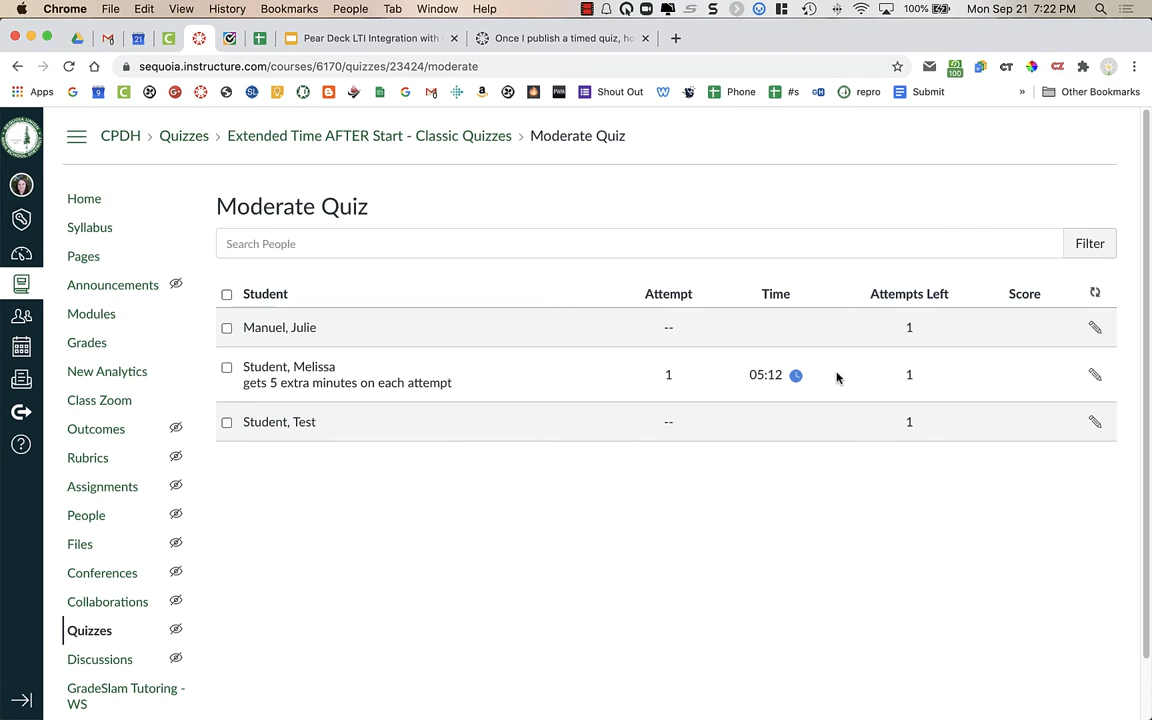 Chrome File Edit View History Bookmarks People Tab Window Help 100% Mon Sep 21 7:22 PM
21 Pear Deck LTI Integration with Once I publish a timed quiz, ho
sequoia.instructure.com/courses/6170/quizzes/23424/moderate 100 CT CZ
Apps Phone Shout Out #s repro Submit » Other Bookmarks
CPDH › Quizzes › Extended Time AFTER Start - Classic Quizzes › Moderate Quiz
Home
Syllabus
Pages
Announcements
Modules
Grades
New Analytics
Class Zoom
Outcomes
Rubrics
Assignments
People
Files
Conferences
Collaborations
Quizzes
Discussions
GradeSlam Tutoring -
WS
Moderate Quiz
Search People Filter
Student Attempt Time Attempts Left Score
Manuel, Julie -- 1
Student, Melissa
gets 5 extra minutes on each attempt 1 05:12 1
Student, Test -- 1